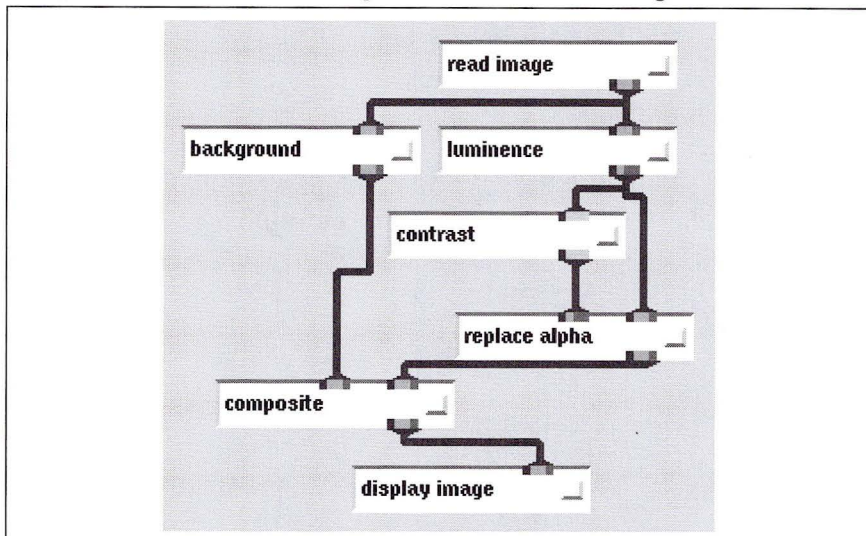 read image
background
luminence
contrast
replace alpha
composite
display image